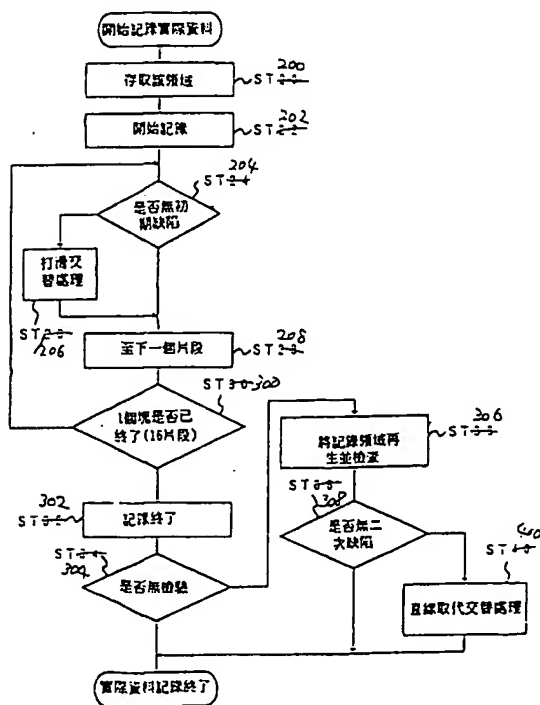 開始記錄實際資料
存取該領域
200
ST
開始記錄
202
ST
204
ST
是否無初
期缺陷
打滑交
替處理
ST
206
至下一個片段
208
ST
ST 300
1個塊是否已
終了(16片段)
306
ST
將記錄領域再
生並檢查
302
ST
記錄終了
ST
308
是否無二
次缺陷
ST
304
是否無檢驗
ST
直線取代交替處理
實際資料記錄終了